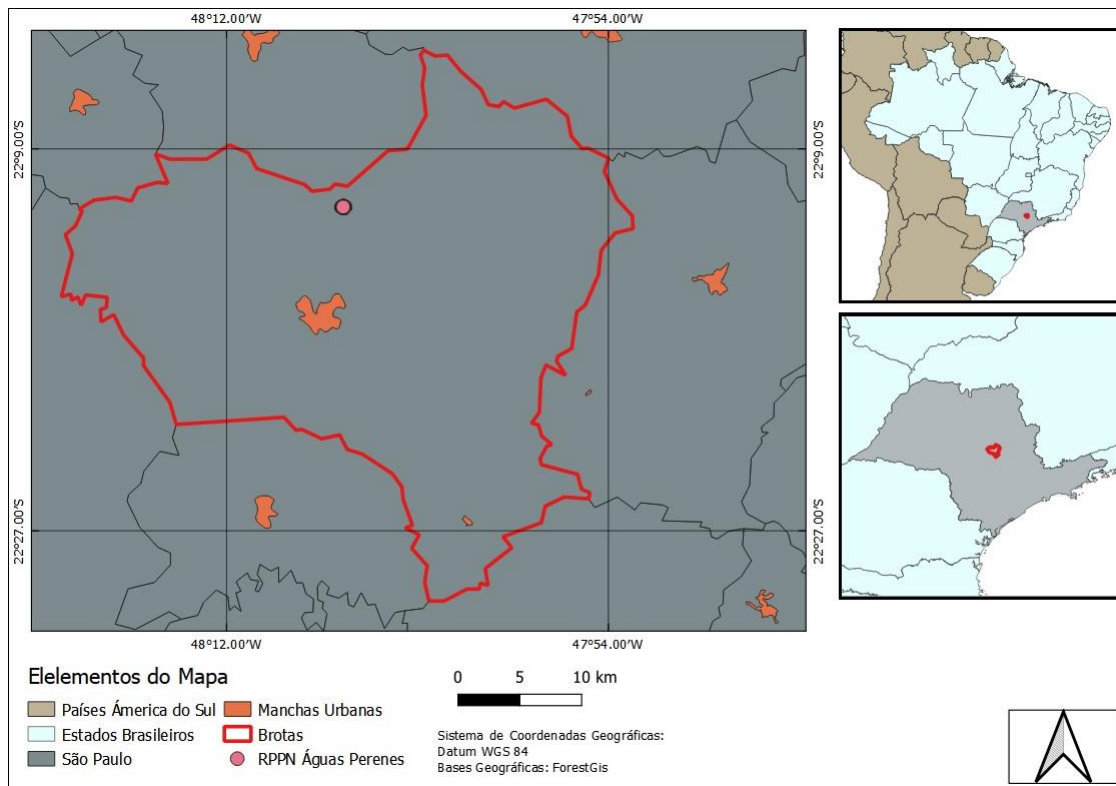 48°12.00'W
47°54.00'W
22°9.00'S
22°9.00'S
22°27.00'S
22°27.00'S
48°12.00'W
47°54.00'W
Elelementos do Mapa
Países Ámerica do Sul
Estados Brasileiros
São Paulo
Manchas Urbanas
Brotas
RPPN Águas Perenes
0 5 10 km
Sistema de Coordenadas Geográficas:
Datum WGS 84
Bases Geográficas: ForestGis